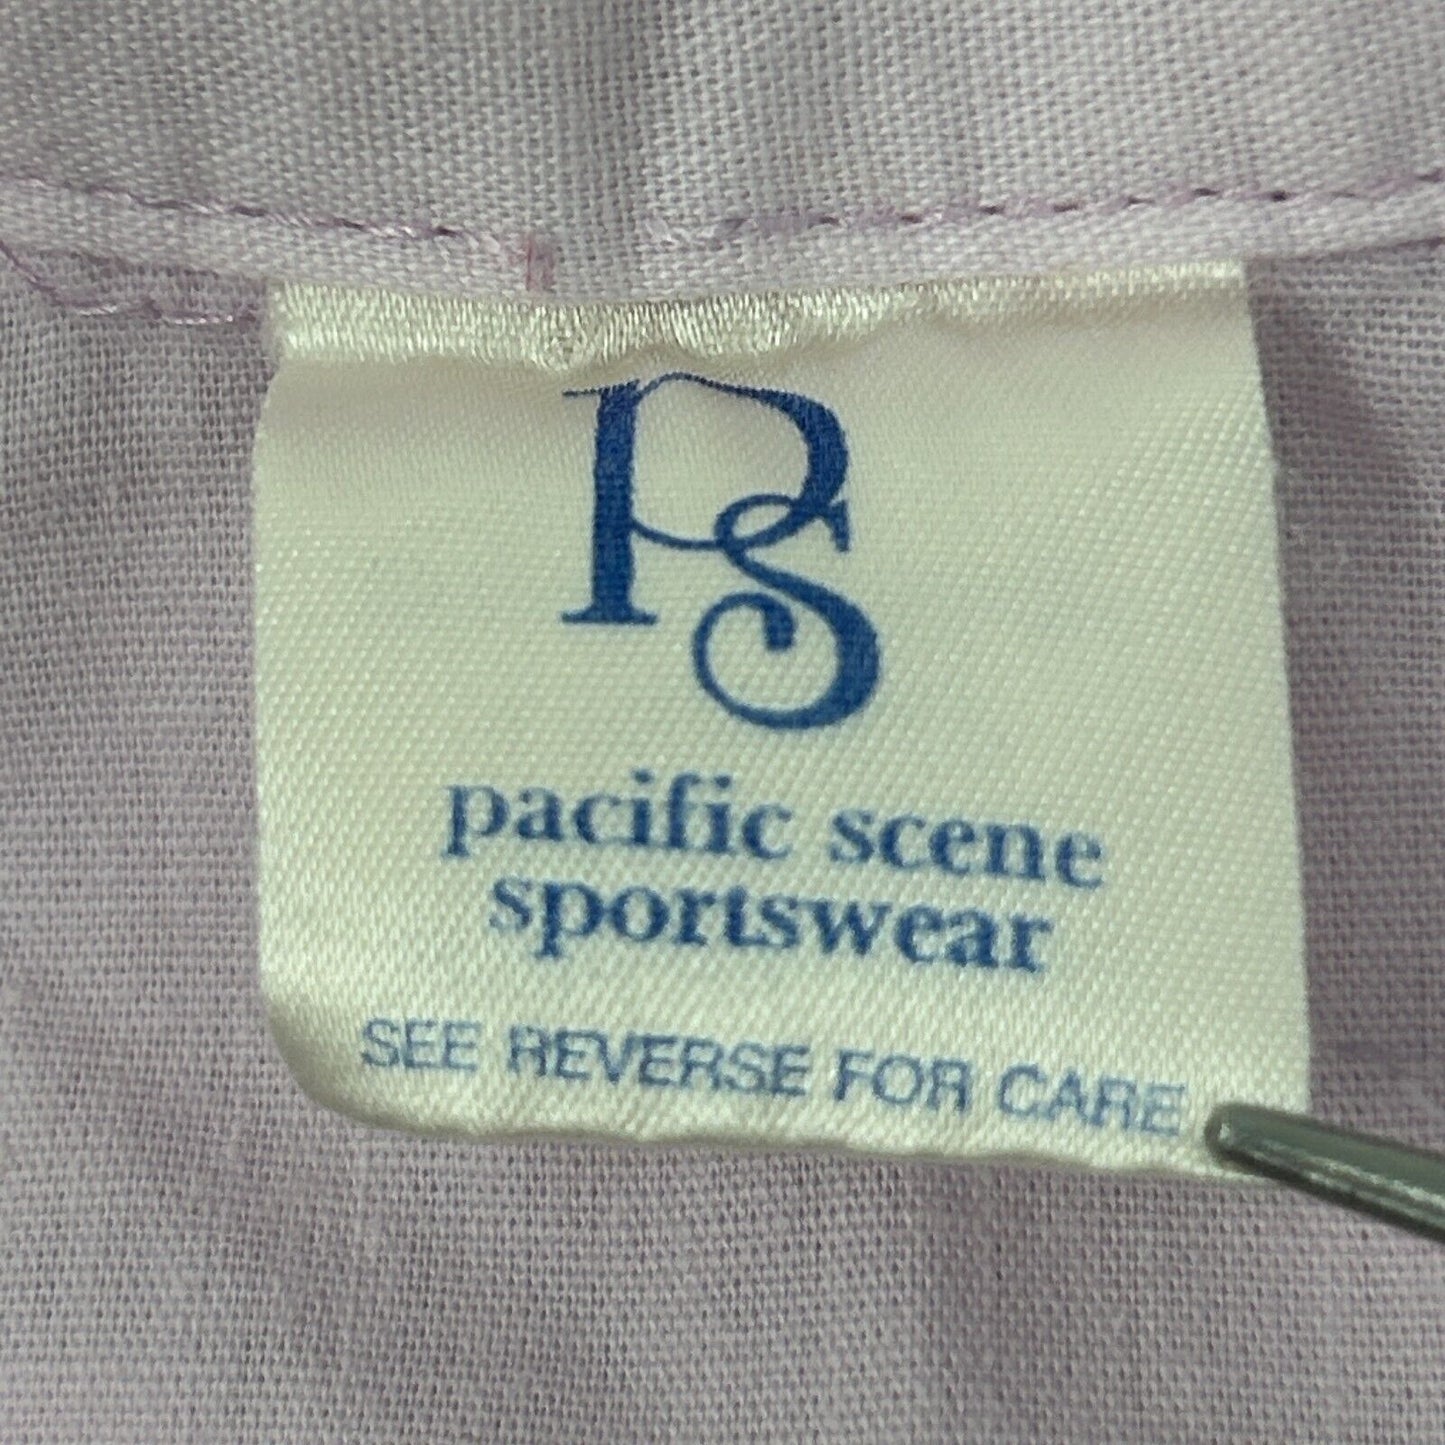 PS
pacific scene
sportswear
SEE REVERSE FOR CARE